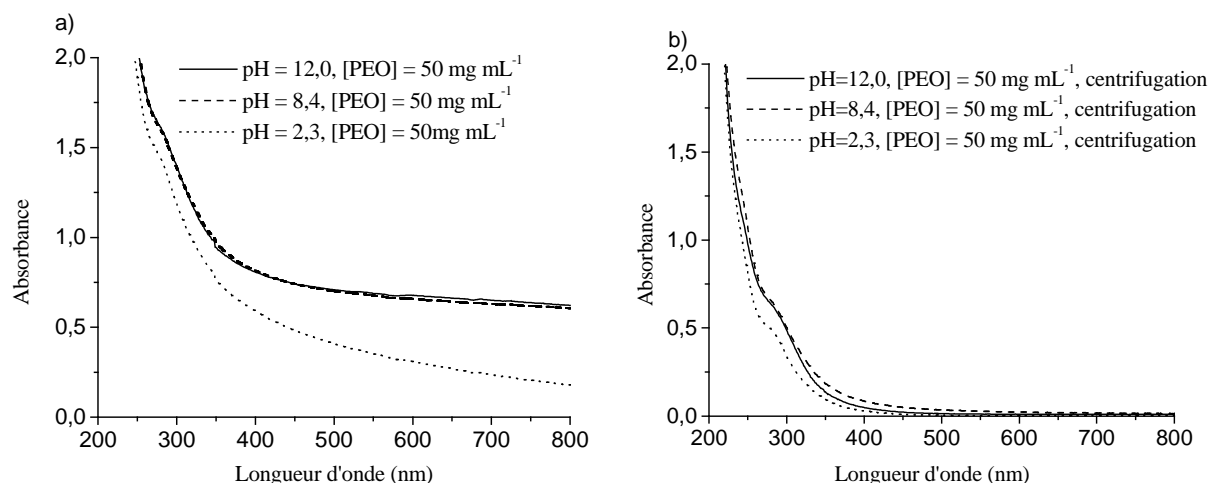 a)
pH = 12,0, [PEO] = 50 mg mL⁻¹
pH = 8,4, [PEO] = 50 mg mL⁻¹
pH = 2,3, [PEO] = 50mg mL⁻¹
2,0
1,5
1,0
0,5
0,0
Absorbance
200 300 400 500 600 700 800
Longueur d'onde (nm)
b)
pH=12,0, [PEO] = 50 mg mL⁻¹, centrifugation
pH=8,4, [PEO] = 50 mg mL⁻¹, centrifugation
pH=2,3, [PEO] = 50 mg mL⁻¹, centrifugation
2,0
1,5
1,0
0,5
0,0
Absorbance
200 300 400 500 600 700 800
Longueur d'onde (nm)